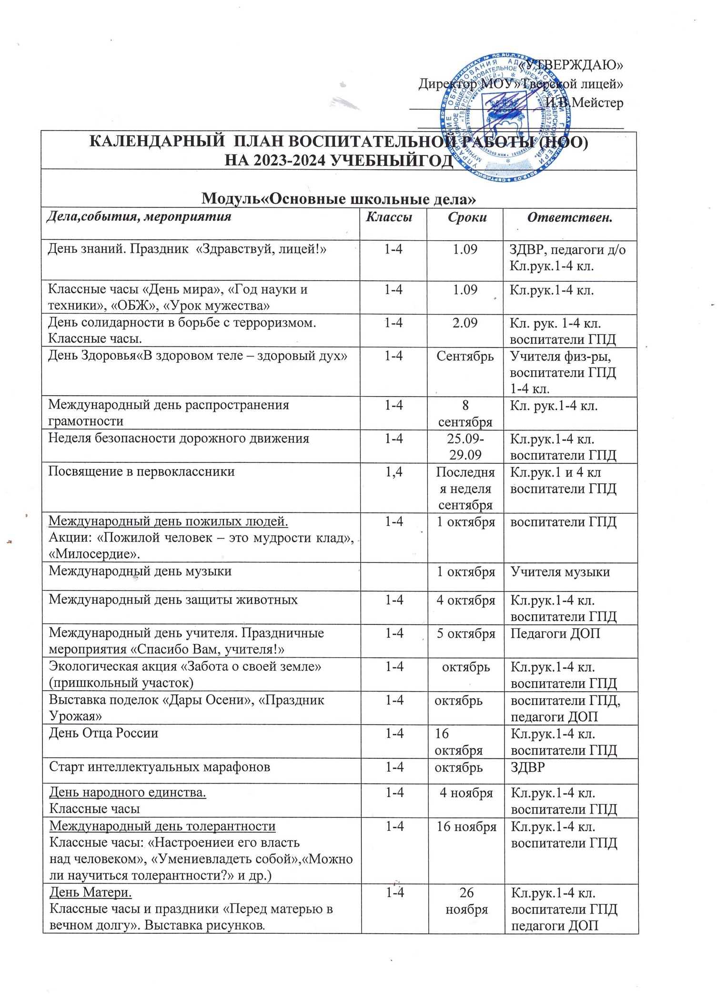 «УТВЕРЖДАЮ»
Директор МОУ»Тверской лицей»
И.В.Мейстер
КАЛЕНДАРНЫЙ ПЛАН ВОСПИТАТЕЛЬНОЙ РАБОТЫ (НОО)
НА 2023-2024 УЧЕБНЫЙГОД
Модуль«Основные школьные дела»
Дела,события, мероприятия Классы Сроки Ответствен.
День знаний. Праздник «Здравствуй, лицей!» 1-4 1.09 ЗДВР, педагоги д/о
Кл.рук.1-4 кл.
Классные часы «День мира», «Год науки и 1-4 1.09 Кл.рук.1-4 кл.
техники», «ОБЖ», «Урок мужества»
День солидарности в борьбе с терроризмом. 1-4 2.09 Кл. рук. 1-4 кл.
Классные часы. воспитатели ГПД
День Здоровья«В здоровом теле – здоровый дух» 1-4 Сентябрь Учителя физ-ры,
воспитатели ГПД
1-4 кл.
Международный день распространения 1-4 8 Кл. рук.1-4 кл.
грамотности сентября
Неделя безопасности дорожного движения 1-4 25.09- Кл.рук.1-4 кл.
29.09 воспитатели ГПД
Посвящение в первоклассники 1,4 Последня Кл.рук.1 и 4 кл
я неделя воспитатели ГПД
сентября
Международный день пожилых людей. 1-4 1 октября воспитатели ГПД
Акции: «Пожилой человек – это мудрости клад»,
«Милосердие».
Международный день музыки 1 октября Учителя музыки
Международный день защиты животных 1-4 4 октября Кл.рук.1-4 кл.
воспитатели ГПД
Международный день учителя. Праздничные 1-4 5 октября Педагоги ДОП
мероприятия «Спасибо Вам, учителя!»
Экологическая акция «Забота о своей земле» 1-4 октябрь Кл.рук.1-4 кл.
(пришкольный участок) воспитатели ГПД
Выставка поделок «Дары Осени», «Праздник 1-4 октябрь воспитатели ГПД,
Урожая» педагоги ДОП
День Отца России 1-4 16 Кл.рук.1-4 кл.
октября воспитатели ГПД
Старт интеллектуальных марафонов 1-4 октябрь ЗДВР
День народного единства. 1-4 4 ноября Кл.рук.1-4 кл.
Классные часы воспитатели ГПД
Международный день толерантности 1-4 16 ноября Кл.рук.1-4 кл.
Классные часы: «Настроениеи его власть воспитатели ГПД
над человеком», «Умениевладеть собой»,«Можно
ли научиться толерантности?» и др.)
День Матери. 1-4 26 Кл.рук.1-4 кл.
Классные часы и праздники «Перед матерью в ноября воспитатели ГПД
вечном долгу». Выставка рисунков. педагоги ДОП